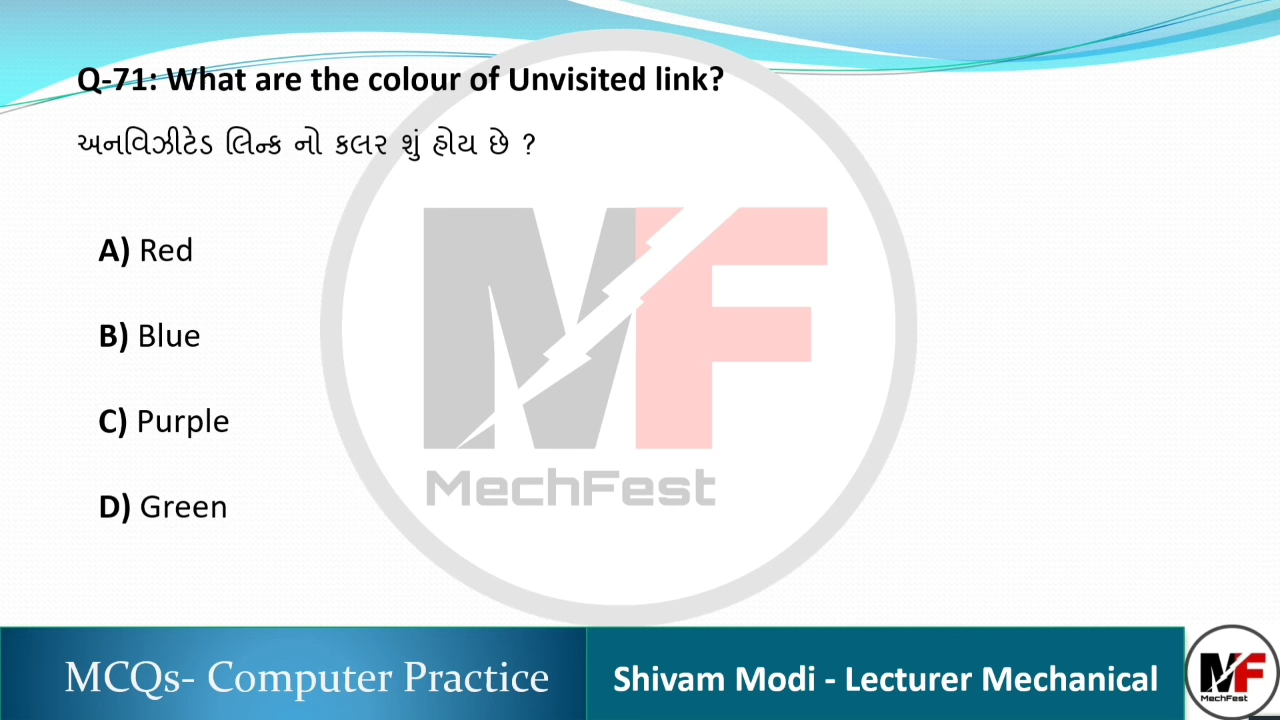 Q-71: What are the colour of Unvisited link?
અનવિઝીટેડ લિન્ક નો કલર શું હોય છે ?
A) Red
B) Blue
C) Purple
D) Green
MF
MechFest
MCQs- Computer Practice
Shivam Modi - Lecturer Mechanical
MF
MechFest